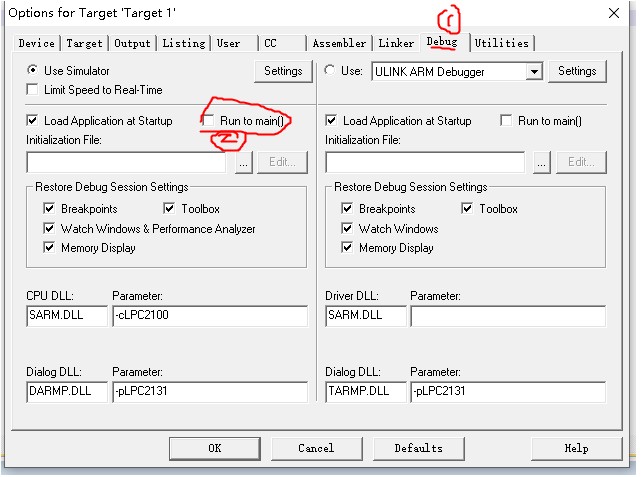 Options for Target 'Target 1'
1
Device Target Output Listing User CC Assembler Linker Debug Utilities
Use Simulator Settings Use: ULINK ARM Debugger Settings
Limit Speed to Real-Time
Load Application at Startup Run to main() Load Application at Startup Run to main()
2
Initialization File: Initialization File:
... Edit... ... Edit...
Restore Debug Session Settings Restore Debug Session Settings
Breakpoints Toolbox Breakpoints Toolbox
Watch Windows & Performance Analyzer Watch Windows
Memory Display Memory Display
CPU DLL: Parameter: Driver DLL: Parameter:
SARM.DLL -cLPC2100 SARM.DLL
Dialog DLL: Parameter: Dialog DLL: Parameter:
DARMP.DLL -pLPC2131 TARMP.DLL -pLPC2131
OK Cancel Defaults Help